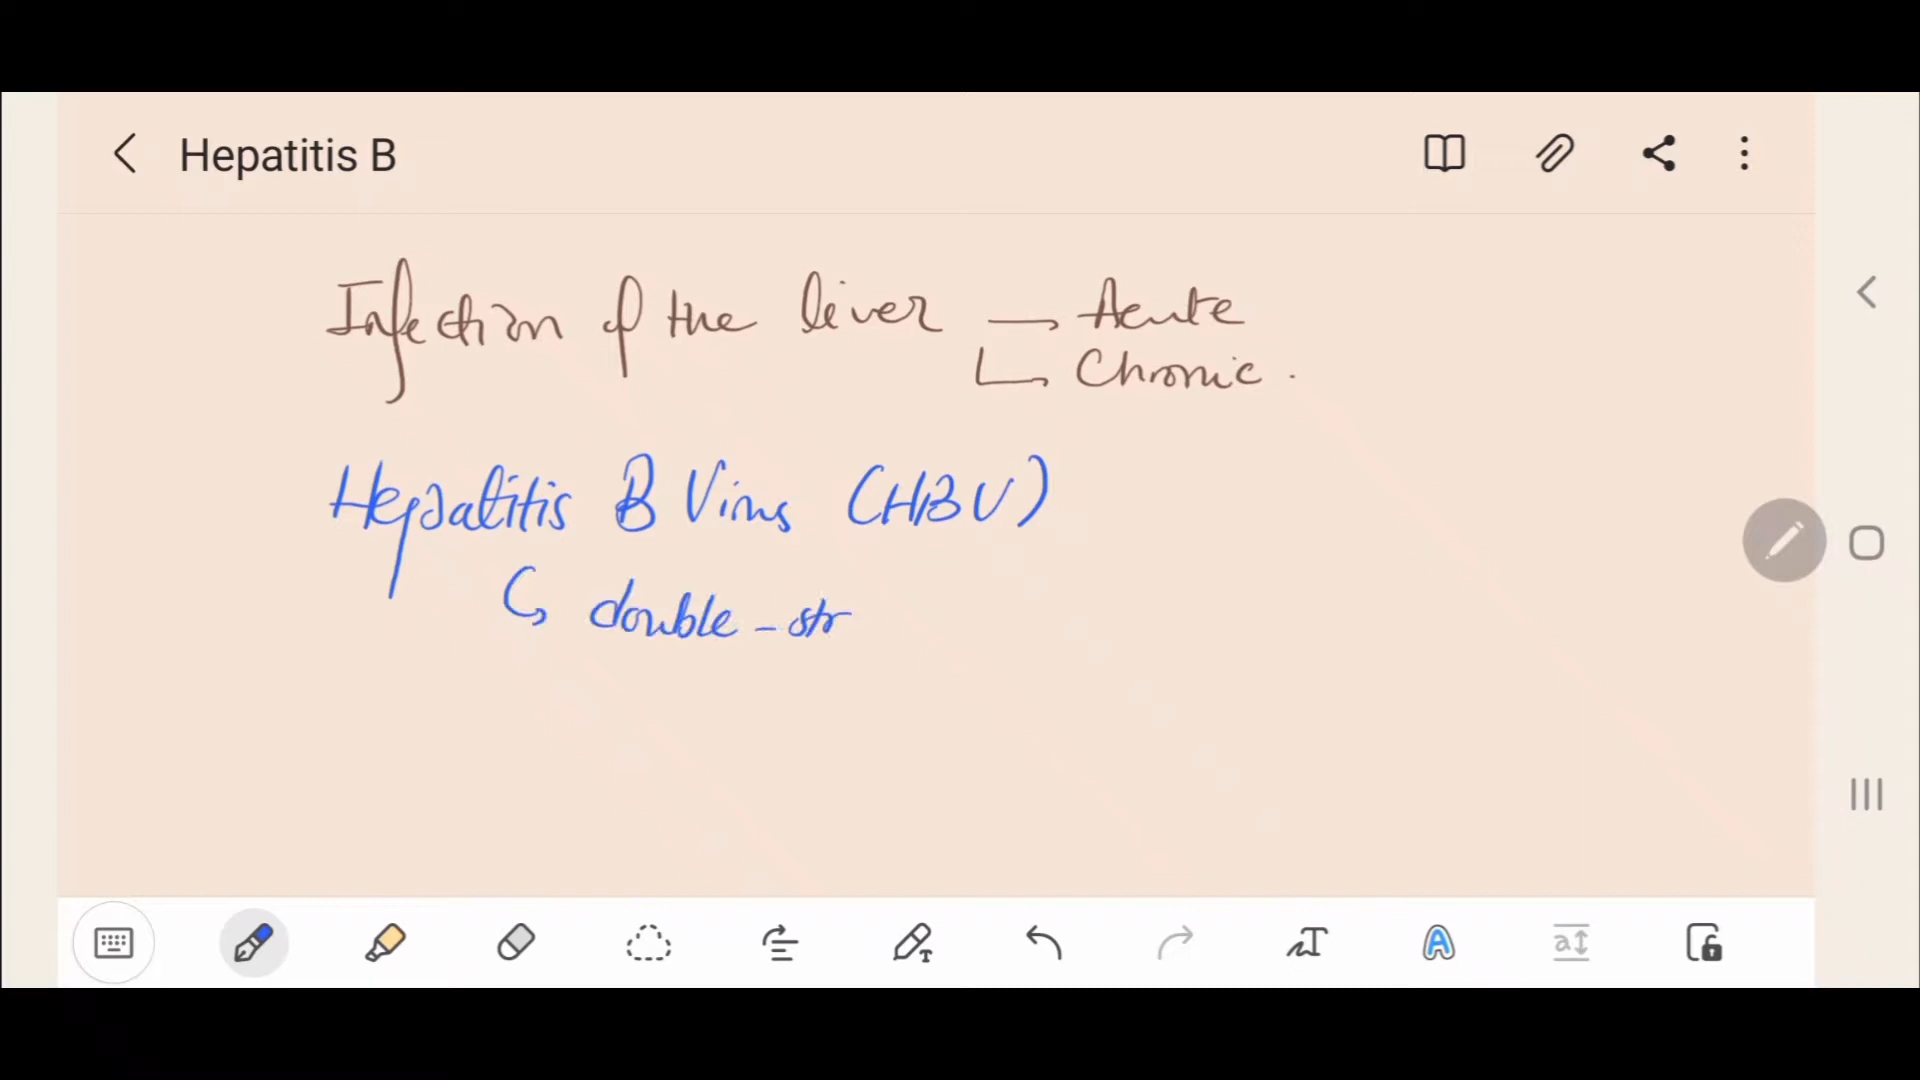 Hepatitis B
Infection of the liver → Acute
↳ Chronic.
Hepatitis B Virus (HBV)
↳ double-str